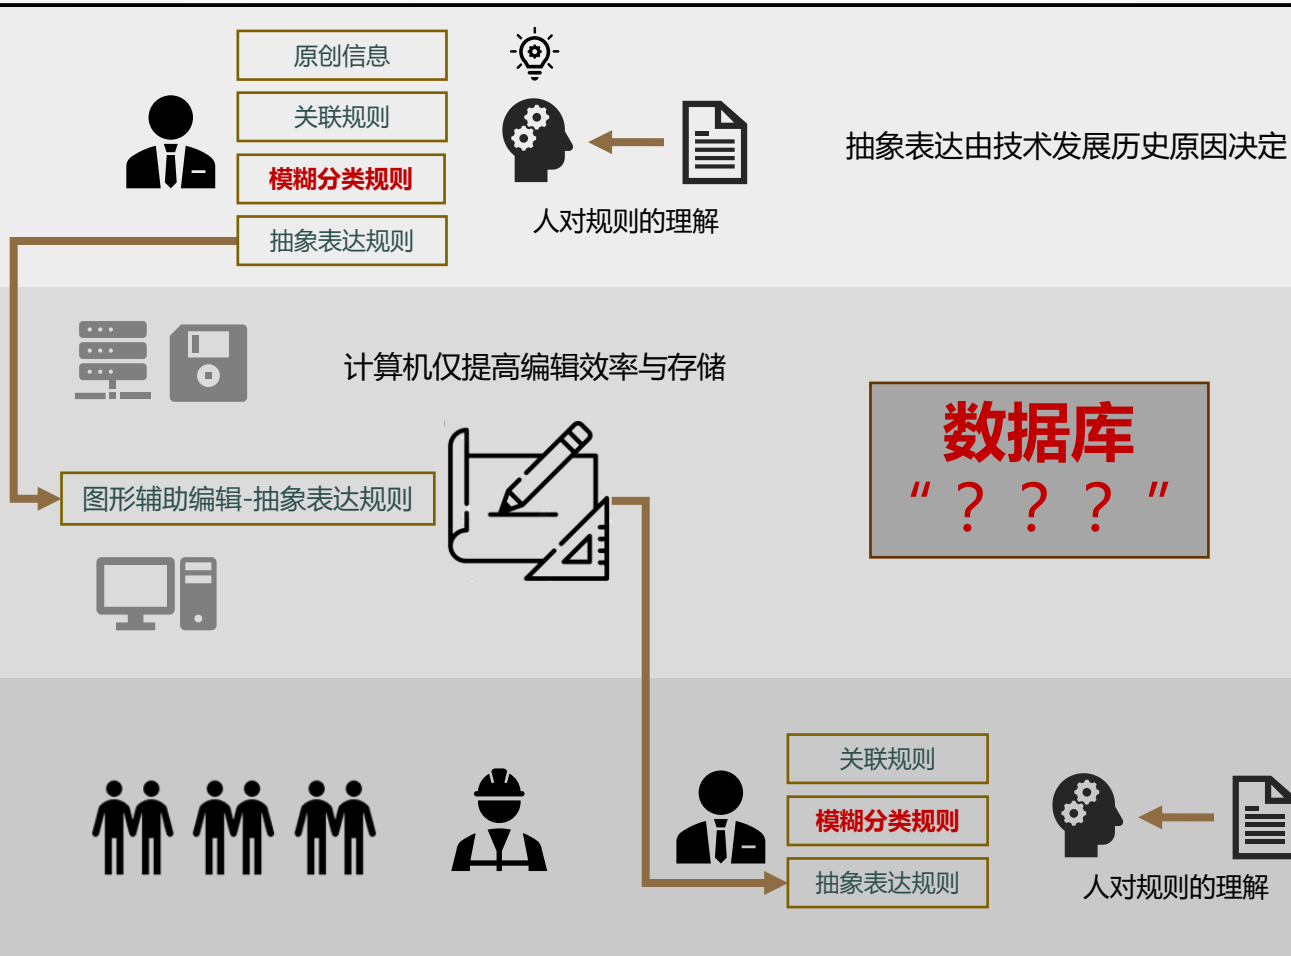 原创信息
关联规则
模糊分类规则
抽象表达规则
人对规则的理解
抽象表达由技术发展历史原因决定
计算机仅提高编辑效率与存储
图形辅助编辑-抽象表达规则
数据库
“？？？”
关联规则
模糊分类规则
抽象表达规则
人对规则的理解